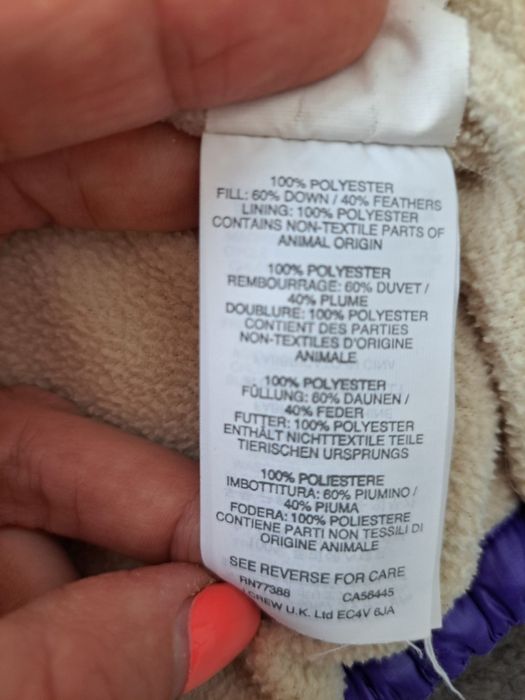 100% POLYESTER
FILL: 60% DOWN / 40% FEATHERS
LINING: 100% POLYESTER
CONTAINS NON-TEXTILE PARTS OF
ANIMAL ORIGIN
100% POLYESTER
REMBOURRAGE: 60% DUVET /
40% PLUME
DOUBLURE: 100% POLYESTER
CONTIENT DES PARTIES
NON-TEXTILES D'ORIGINE
ANIMALE
100% POLYESTER
FÜLLUNG: 60% DAUNEN /
40% FEDER
FUTTER: 100% POLYESTER
ENTHÄLT NICHTTEXTILE TEILE
TIERISCHEN URSPRUNGS
100% POLIESTERE
IMBOTTITURA: 60% PIUMINO /
40% PIUMA
FODERA: 100% POLIESTERE
CONTIENE PARTI NON TESSILI DI
ORIGINE ANIMALE
SEE REVERSE FOR CARE
RN77388 CA58445
CREW U.K. Ltd EC4V 6JA